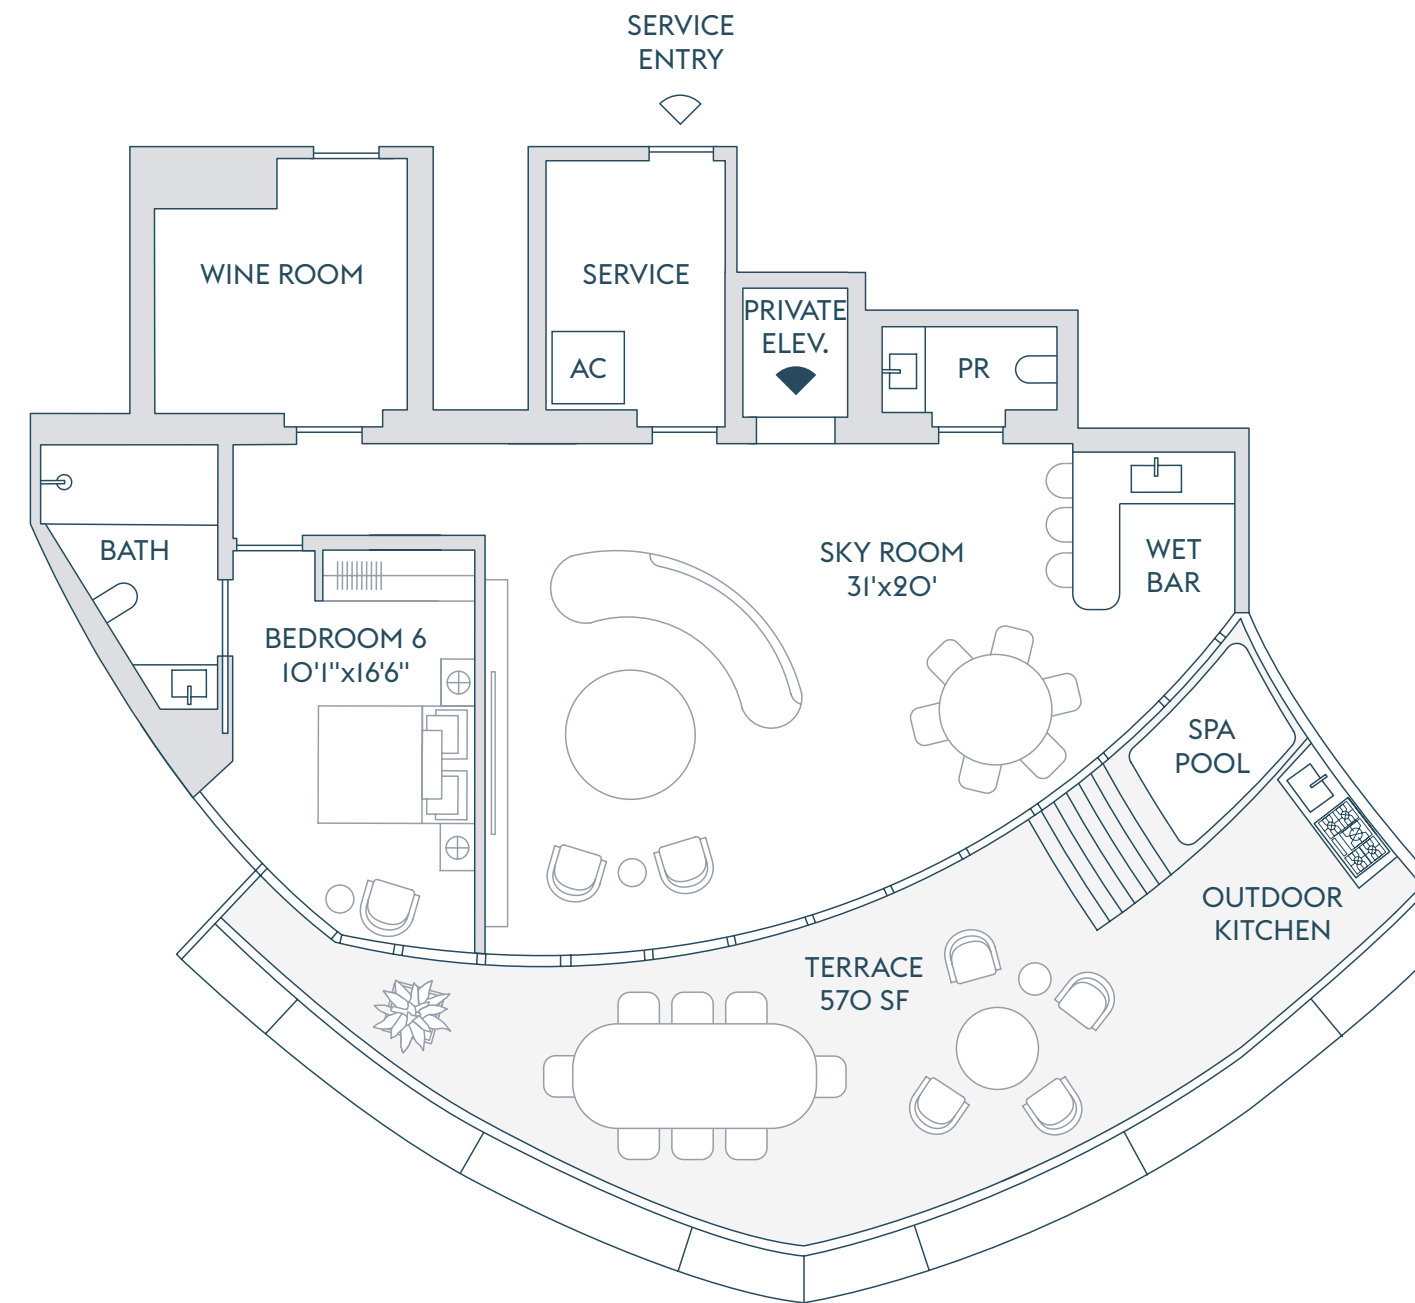 SERVICE
ENTRY
WINE ROOM
SERVICE
PRIVATE
ELEV.
AC
PR
BATH
SKY ROOM
31'x20'
WET
BAR
BEDROOM 6
10'1"x16'6"
SPA
POOL
OUTDOOR
KITCHEN
TERRACE
570 SF